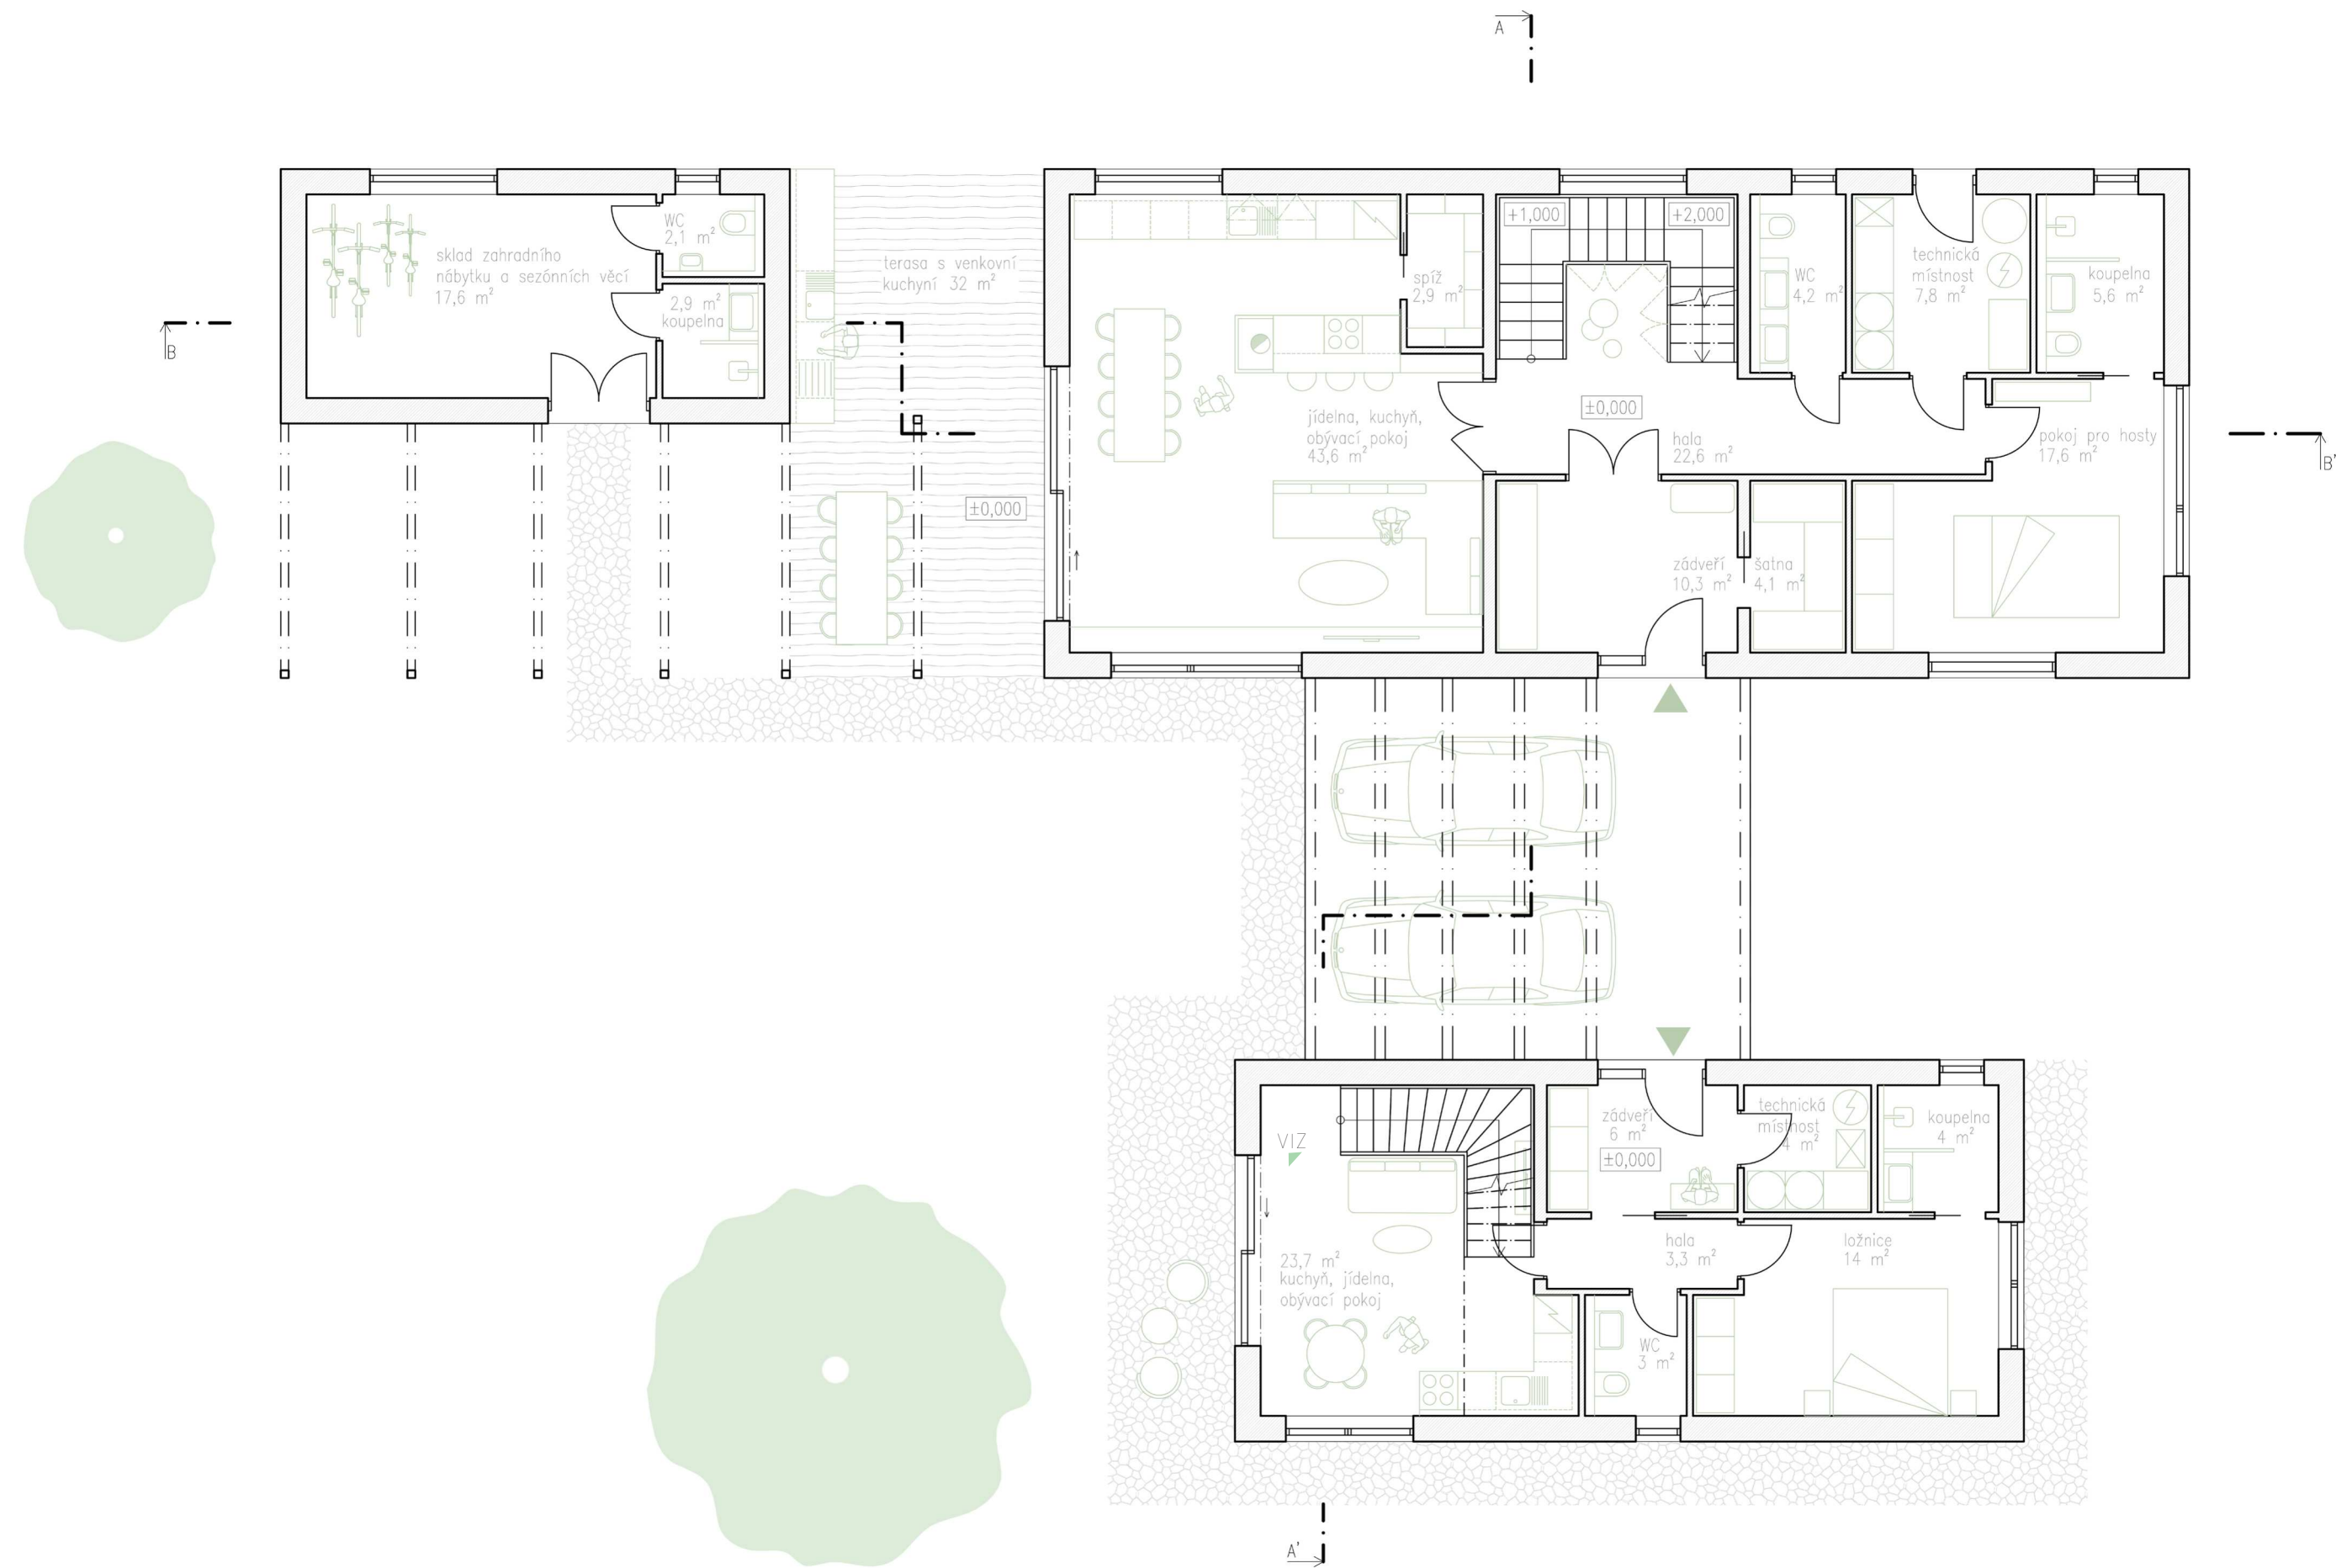 A
sklad zahradního
nábytku a sezónních věcí
17,6 m²
WC
2,1 m²
2,9 m²
koupelna
terasa s venkovní
kuchyní 32 m²
±0,000
jídelna, kuchyň,
obývací pokoj
43,6 m²
spíž
2,9 m²
+1,000
+2,000
±0,000
hala
22,6 m²
WC
4,2 m²
technická
místnost
7,8 m²
koupelna
5,6 m²
pokoj pro hosty
17,6 m²
zádveří
10,3 m²
šatna
4,1 m²
B
B'
VIZ
23,7 m²
kuchyň, jídelna,
obývací pokoj
zádveří
6 m²
±0,000
technická
místnost
4 m²
koupelna
4 m²
hala
3,3 m²
ložnice
14 m²
WC
3 m²
A'